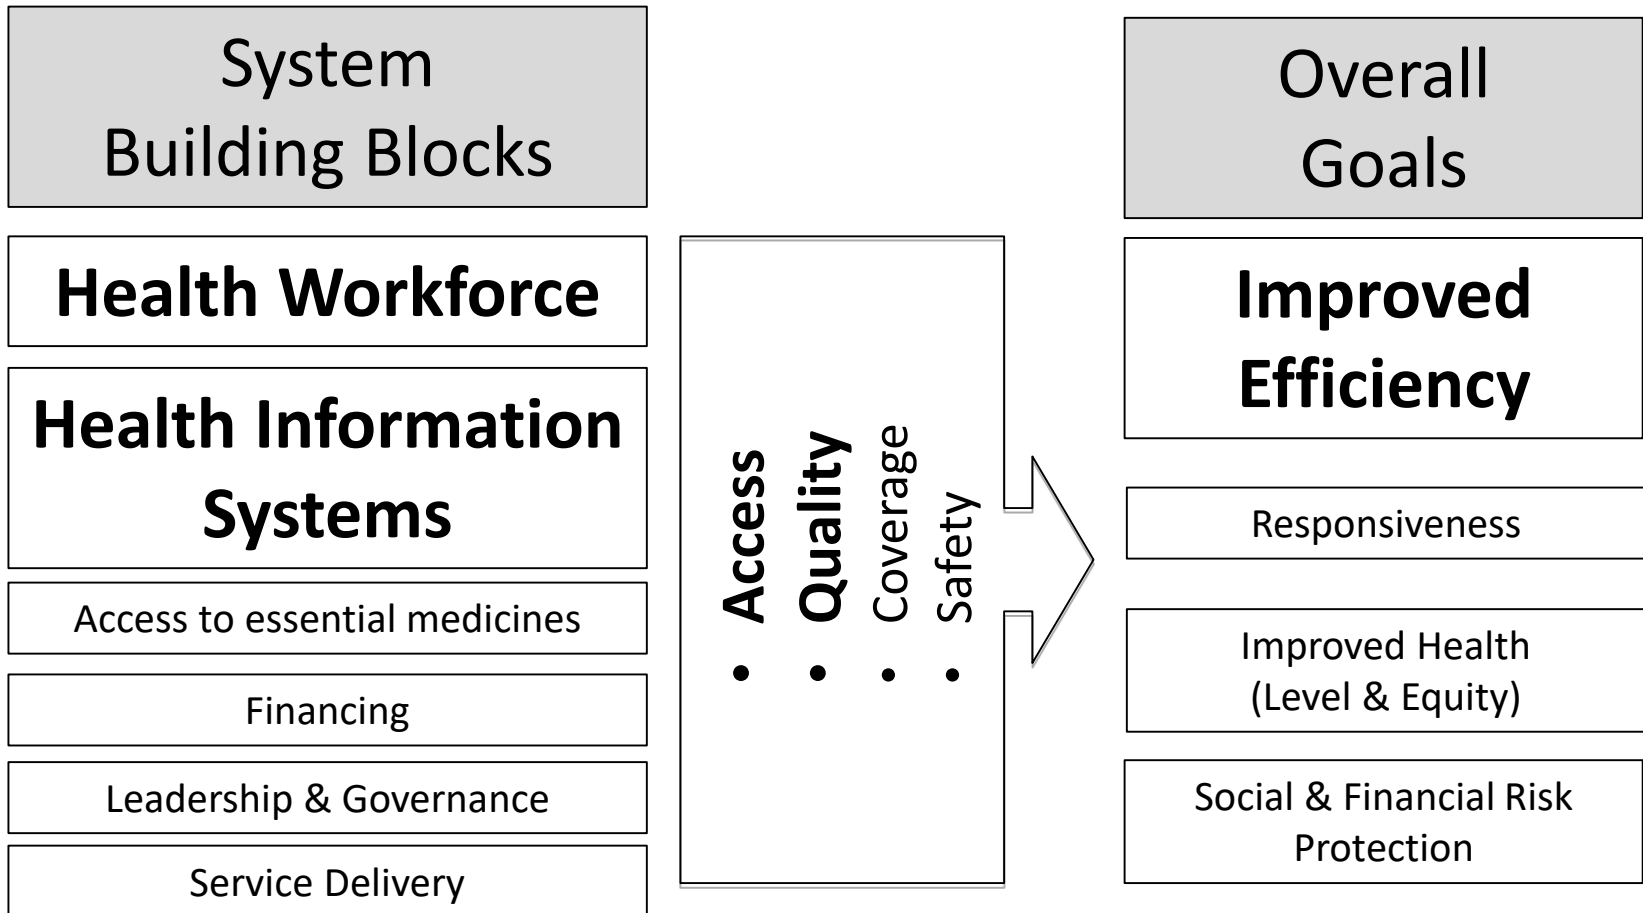 System
Building Blocks
Health Workforce
Health Information
Systems
Access to essential medicines
Financing
Leadership & Governance
Service Delivery
• Access
• Quality
• Coverage
• Safety
Overall
Goals
Improved
Efficiency
Responsiveness
Improved Health
(Level & Equity)
Social & Financial Risk
Protection